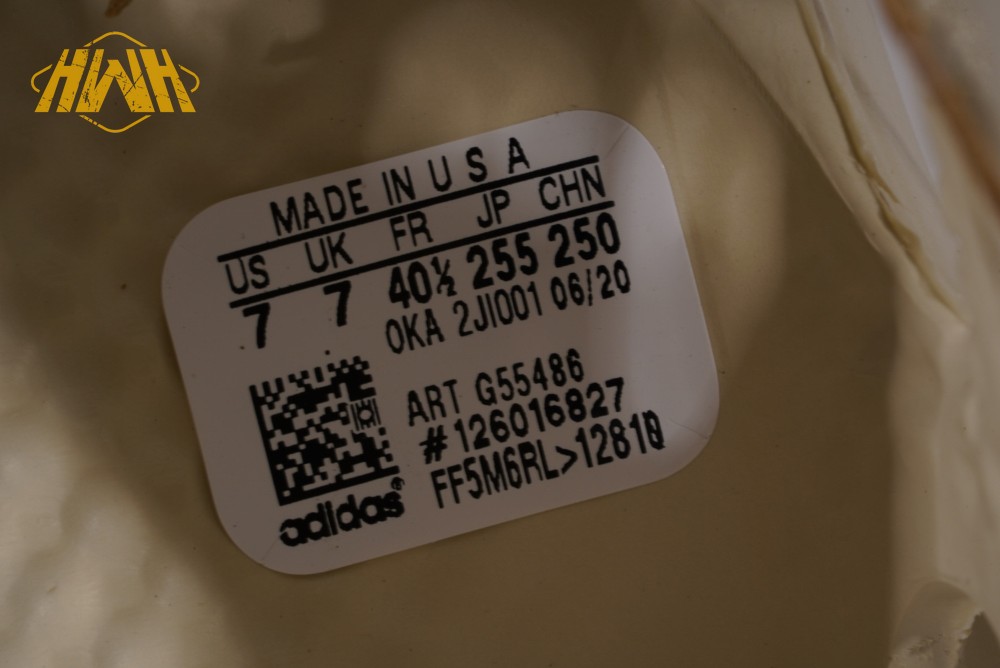 HWH
MADE IN U S A
US UK FR JP CHN
7 7 40½ 255 250
OKA 2JI001 06/20
ART G55486
#126016827
FF5M6RL>1281Q
adidas®